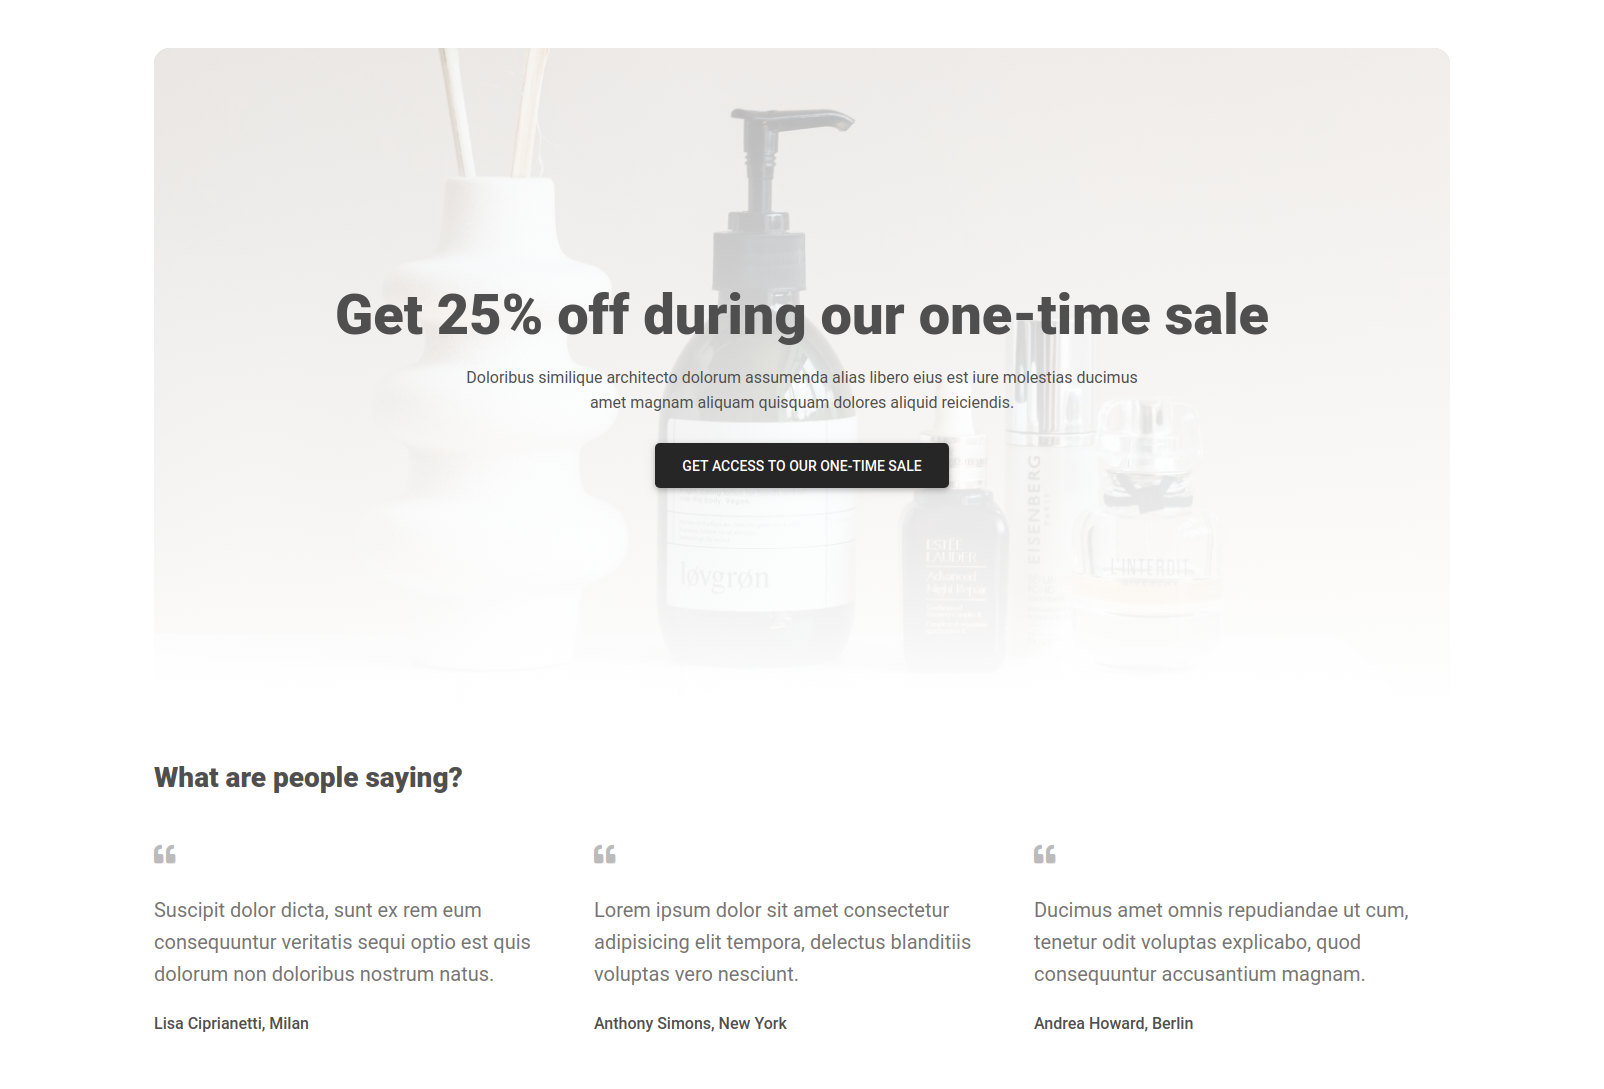 Get 25% off during our one-time sale
Doloribus similique architecto dolorum assumenda alias libero eius est iure molestias ducimus
amet magnam aliquam quisquam dolores aliquid reiciendis.
GET ACCESS TO OUR ONE-TIME SALE
løvgrøn
ESTĒE
LAUDER
Advanced
Night Repair
EISENBERG
PARIS
L'INTERDIT
What are people saying?
Suscipit dolor dicta, sunt ex rem eum
consequuntur veritatis sequi optio est quis
dolorum non doloribus nostrum natus.
Lisa Ciprianetti, Milan
Lorem ipsum dolor sit amet consectetur
adipisicing elit tempora, delectus blanditiis
voluptas vero nesciunt.
Anthony Simons, New York
Ducimus amet omnis repudiandae ut cum,
tenetur odit voluptas explicabo, quod
consequuntur accusantium magnam.
Andrea Howard, Berlin